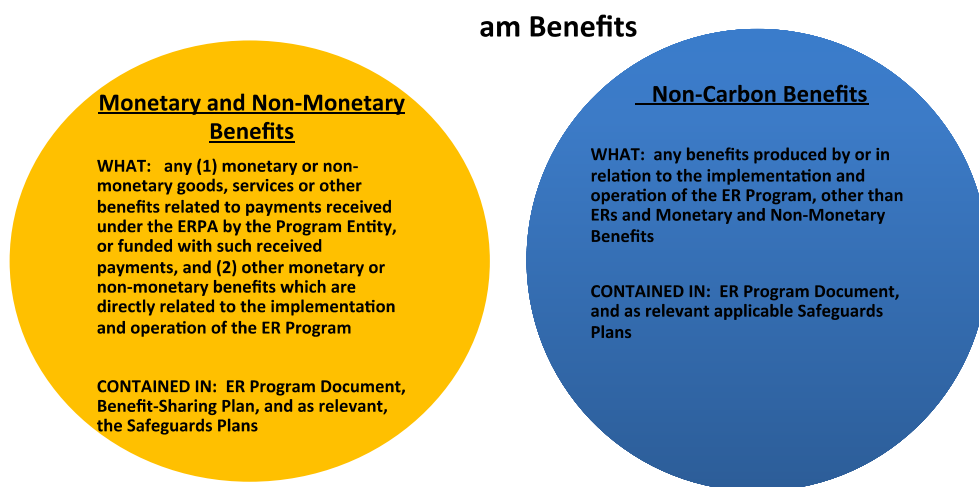 am Benefits
Monetary and Non-Monetary
Benefits
WHAT: any (1) monetary or non-
monetary goods, services or other
benefits related to payments received
under the ERPA by the Program Entity,
or funded with such received
payments, and (2) other monetary or
non-monetary benefits which are
directly related to the implementation
and operation of the ER Program
CONTAINED IN: ER Program Document,
Benefit-Sharing Plan, and as relevant,
the Safeguards Plans
Non-Carbon Benefits
WHAT: any benefits produced by or in
relation to the implementation and
operation of the ER Program, other than
ERs and Monetary and Non-Monetary
Benefits
CONTAINED IN: ER Program Document,
and as relevant applicable Safeguards
Plans